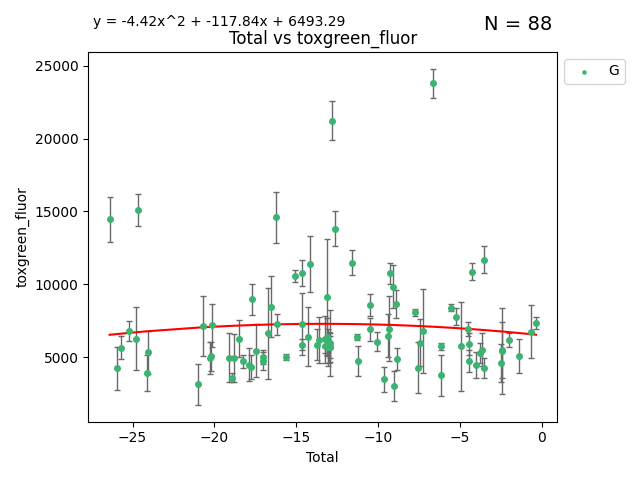 y = -4.42x^2 + -117.84x + 6493.29
N = 88
Total vs toxgreen_fluor
G
25000
20000
15000
10000
5000
toxgreen_fluor
−25 −20 −15 −10 −5 0
Total